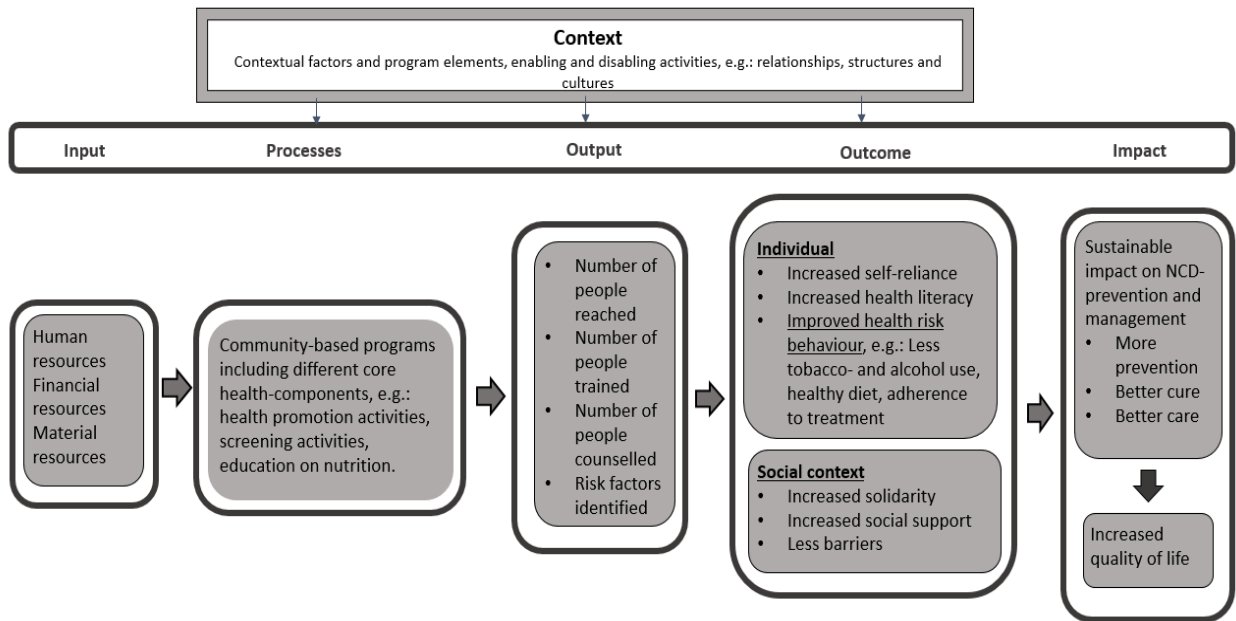 Context
Contextual factors and program elements, enabling and disabling activities, e.g.: relationships, structures and
cultures
Input
Processes
Output
Outcome
Impact
Human
resources
Financial
resources
Material
resources
Community-based programs
including different core
health-components, e.g.:
health promotion activities,
screening activities,
education on nutrition.
• Number of
people
reached
• Number of
people
trained
• Number of
people
counselled
• Risk factors
identified
Individual
• Increased self-reliance
• Increased health literacy
• Improved health risk
behaviour, e.g.: Less
tobacco- and alcohol use,
healthy diet, adherence
to treatment
Social context
• Increased solidarity
• Increased social support
• Less barriers
Sustainable
impact on NCD-
prevention and
management
• More
prevention
• Better cure
• Better care
Increased
quality of life